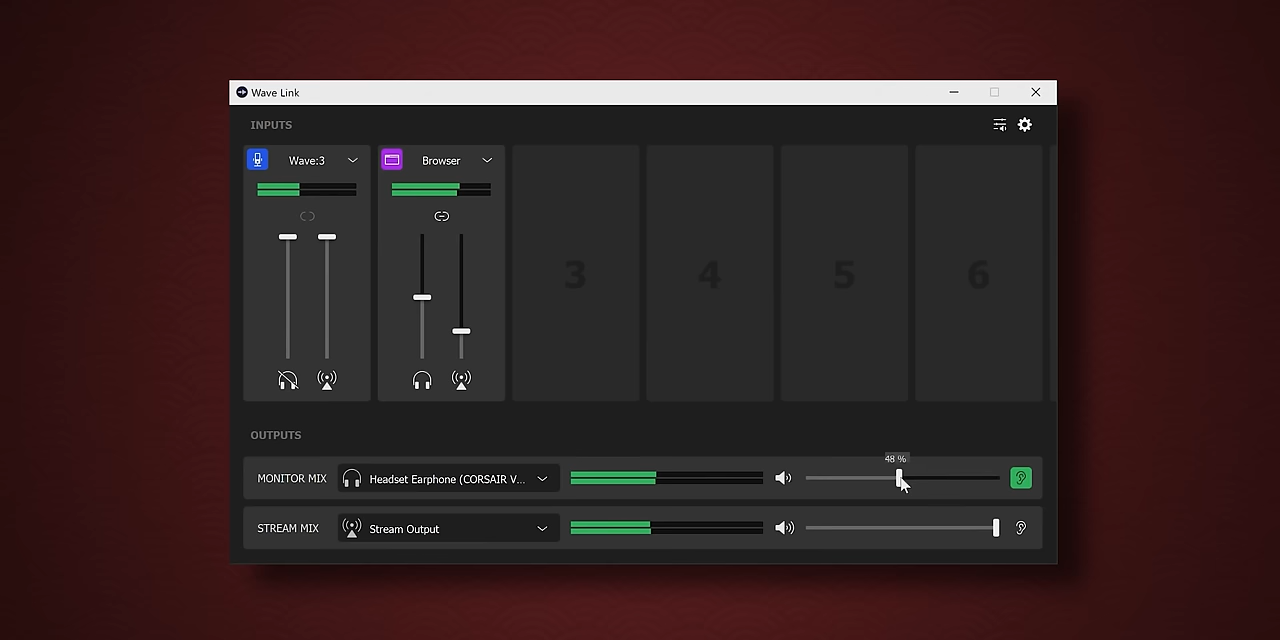 Wave Link
INPUTS
Wave:3
Browser
3
4
5
6
OUTPUTS
48 %
MONITOR MIX
Headset Earphone (CORSAIR V...
STREAM MIX
Stream Output